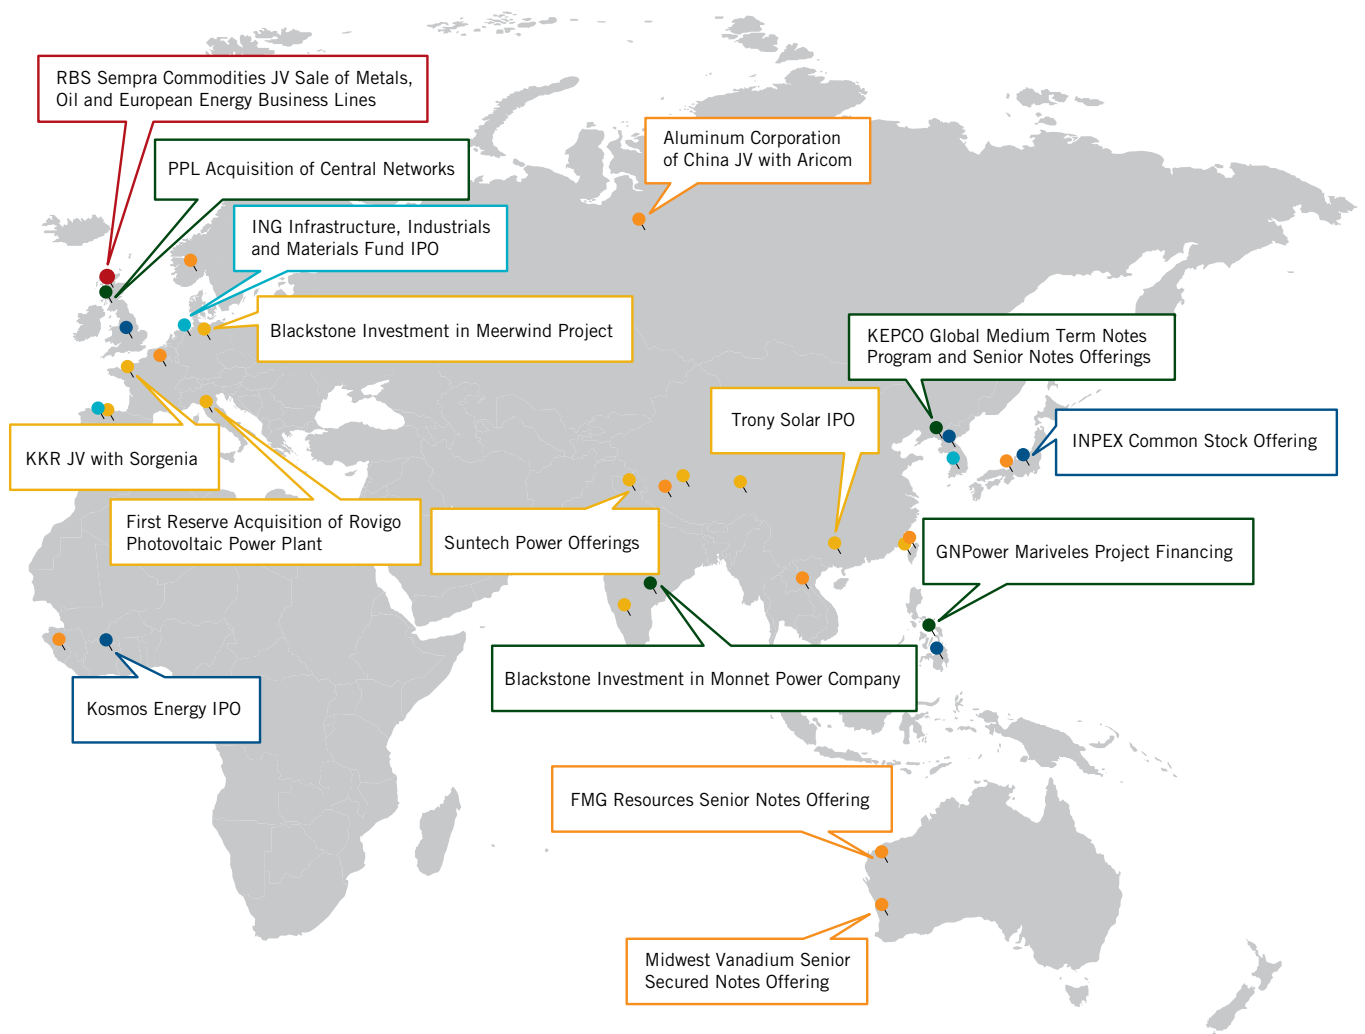 RBS Sempra Commodities JV Sale of Metals,
Oil and European Energy Business Lines
PPL Acquisition of Central Networks
Aluminum Corporation
of China JV with Aricom
ING Infrastructure, Industrials
and Materials Fund IPO
Blackstone Investment in Meerwind Project
KEPCO Global Medium Term Notes
Program and Senior Notes Offerings
Trony Solar IPO
INPEX Common Stock Offering
KKR JV with Sorgenia
First Reserve Acquisition of Rovigo
Photovoltaic Power Plant
Suntech Power Offerings
GNPower Mariveles Project Financing
Blackstone Investment in Monnet Power Company
Kosmos Energy IPO
FMG Resources Senior Notes Offering
Midwest Vanadium Senior
Secured Notes Offering